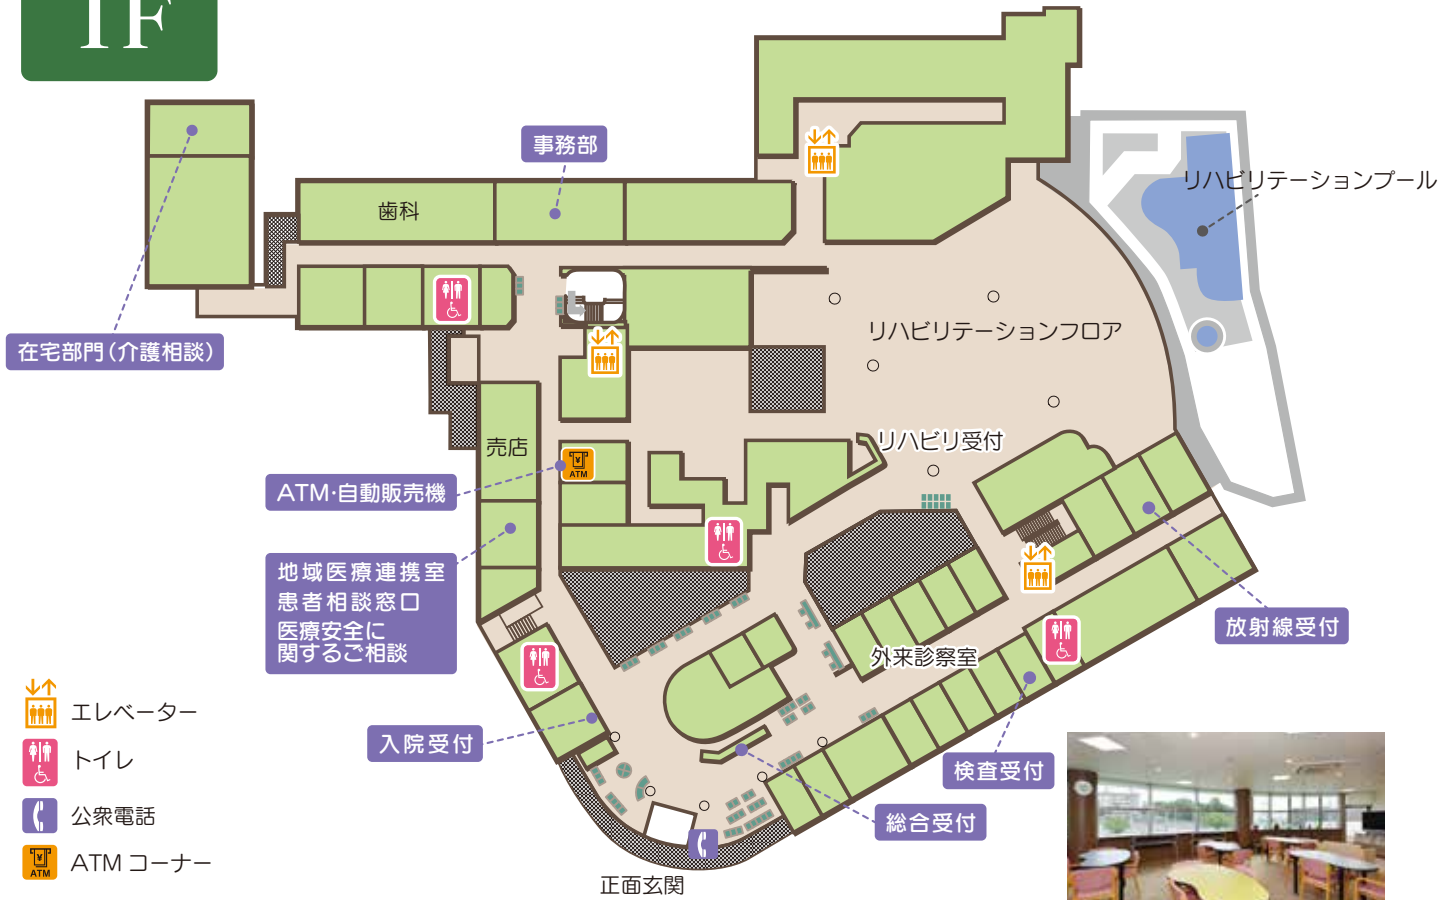 1F
事務部
歯科
リハビリテーションプール
在宅部門(介護相談)
リハビリテーションフロア
売店
リハビリ受付
ATM
ATM・自動販売機
地域医療連携室
患者相談窓口
医療安全に
関するご相談
放射線受付
外来診察室
入院受付
検査受付
総合受付
正面玄関
エレベーター
トイレ
公衆電話
ATM
ATM コーナー